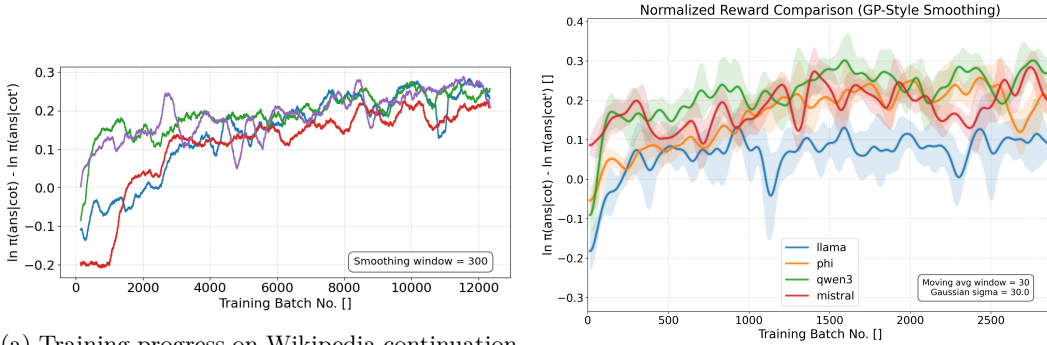 0.3
0.2
0.1
0.0
−0.1
−0.2
ln π(ans|cot) - ln π(ans|cot') []
0
2000
4000
6000
8000
10000
12000
Training Batch No. []
Smoothing window = 300
(a) Training progress on Wikipedia continuation
Normalized Reward Comparison (GP-Style Smoothing)
0.4
0.3
0.2
0.1
0.0
−0.1
−0.2
−0.3
ln π(ans|cot) - ln π(ans|cot') []
0
500
1000
1500
2000
2500
Training Batch No. []
llama
phi
qwen3
mistral
Moving avg window = 30
Gaussian sigma = 30.0